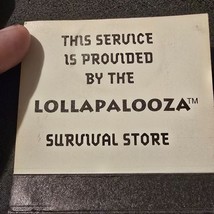 THIS SERVICE
IS PROVIDED
BY THE
LOLLAPALOOZA™
SURVIVAL STORE